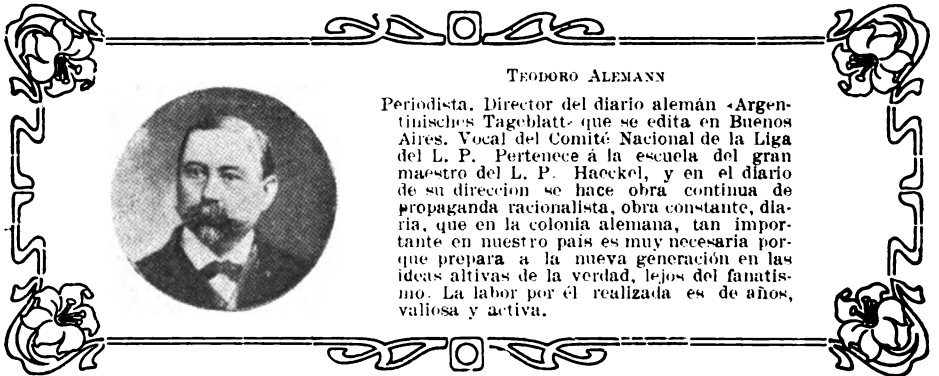 TEODORO ALEMANN
Periodista. Director del diario alemán «Argen-
tinisches Tageblatt» que se edita en Buenos
Aires. Vocal del Comité Nacional de la Liga
del L. P. Pertenece á la escuela del gran
maestro del L. P. Haeckel, y en el diario
de su direccion se hace obra continua de
propaganda racionalista, obra constante, dia-
ria, que en la colonia alemana, tan impor-
tante en nuestro pais es muy necesaria por-
que prepara a la nueva generación en las
ideas altivas de la verdad, lejos del fanatis-
mo. La labor por él realizada es de años,
valiosa y activa.